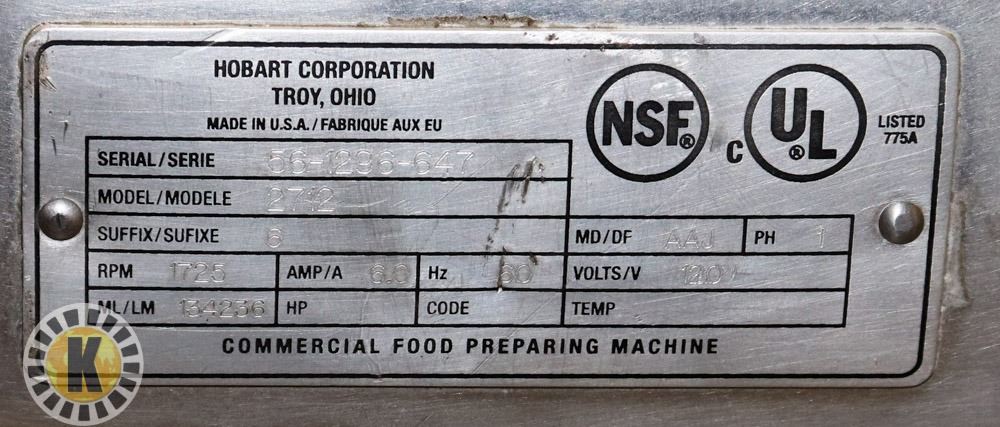 HOBART CORPORATION
TROY, OHIO
MADE IN U.S.A. / FABRIQUE AUX EU
NSF®
C UL® LISTED 775A
SERIAL/SERIE 56-1296-647
MODEL/MODELE 2712
SUFFIX/SUFIXE 6
MD/DF AAJ PH 1
RPM 1725 AMP/A 6.0 Hz 60 VOLTS/V 120
ML/LM 134236 HP CODE TEMP
COMMERCIAL FOOD PREPARING MACHINE
K